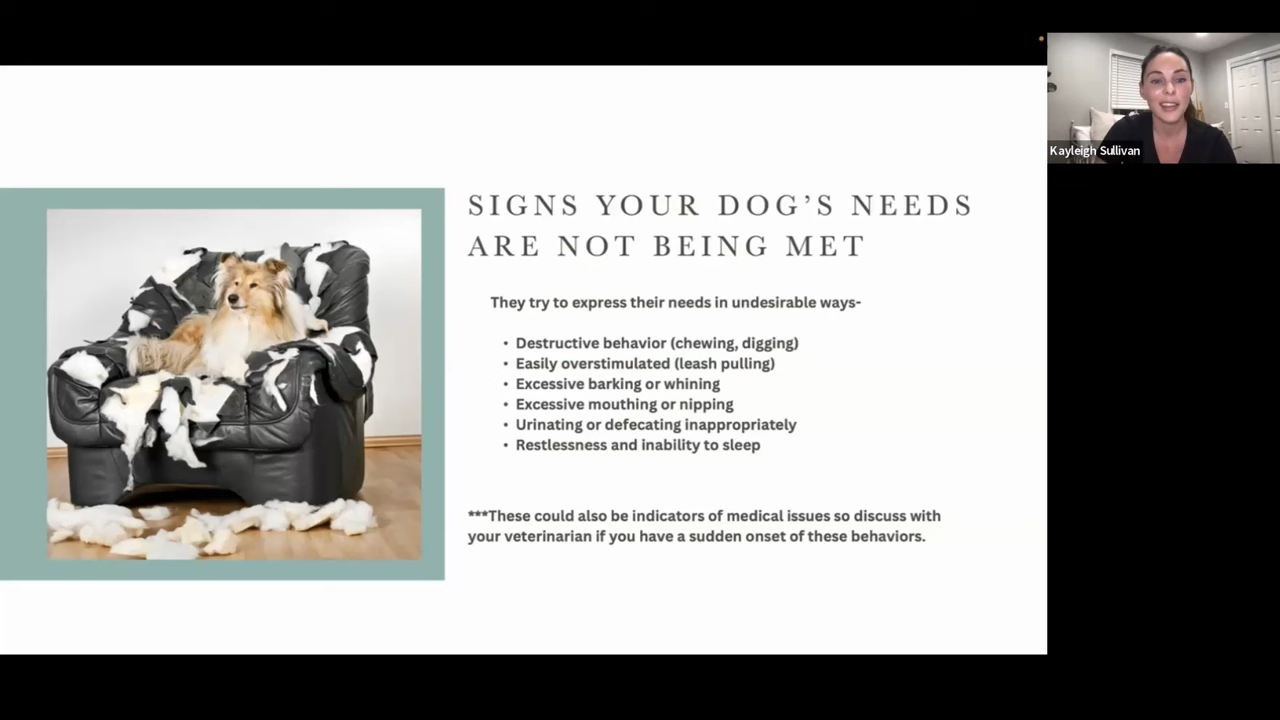 SIGNS YOUR DOG'S NEEDS
ARE NOT BEING MET
They try to express their needs in undesirable ways-
• Destructive behavior (chewing, digging)
• Easily overstimulated (leash pulling)
• Excessive barking or whining
• Excessive mouthing or nipping
• Urinating or defecating inappropriately
• Restlessness and inability to sleep
***These could also be indicators of medical issues so discuss with
your veterinarian if you have a sudden onset of these behaviors.
Kayleigh Sullivan